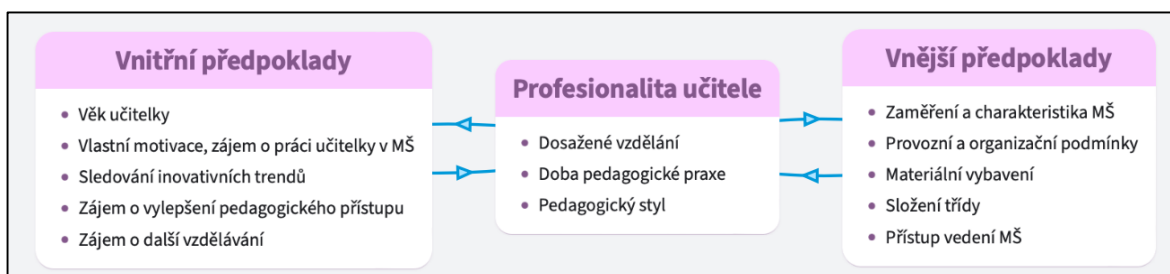 Vnitřní předpoklady
Věk učitelky
Vlastní motivace, zájem o práci učitelky v MŠ
Sledování inovativních trendů
Zájem o vylepšení pedagogického přístupu
Zájem o další vzdělávání
Profesionalita učitele
Dosažené vzdělání
Doba pedagogické praxe
Pedagogický styl
Vnější předpoklady
Zaměření a charakteristika MŠ
Provozní a organizační podmínky
Materiální vybavení
Složení třídy
Přístup vedení MŠ